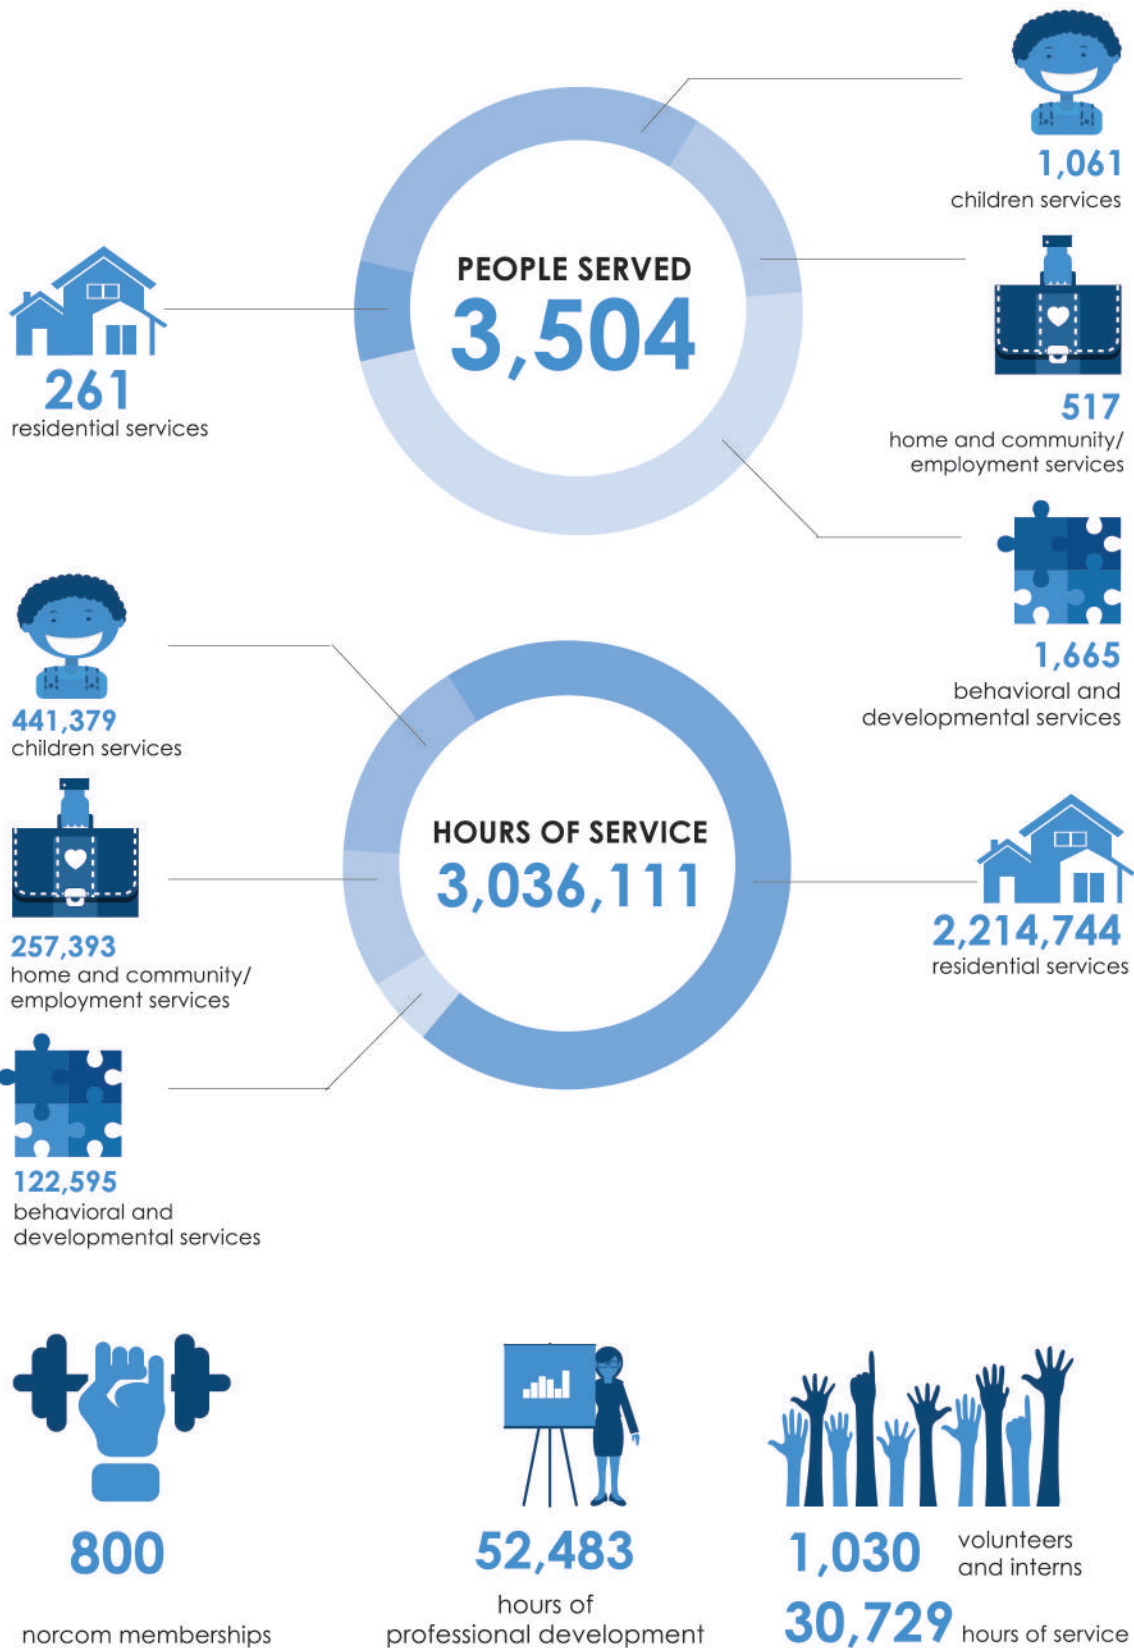 1,061
children services
PEOPLE SERVED
3,504
261
residential services
517
home and community/
employment services
1,665
behavioral and
developmental services
441,379
children services
HOURS OF SERVICE
3,036,111
257,393
home and community/
employment services
2,214,744
residential services
122,595
behavioral and
developmental services
800
norcom memberships
52,483
hours of
professional development
1,030 volunteers
and interns
30,729 hours of service